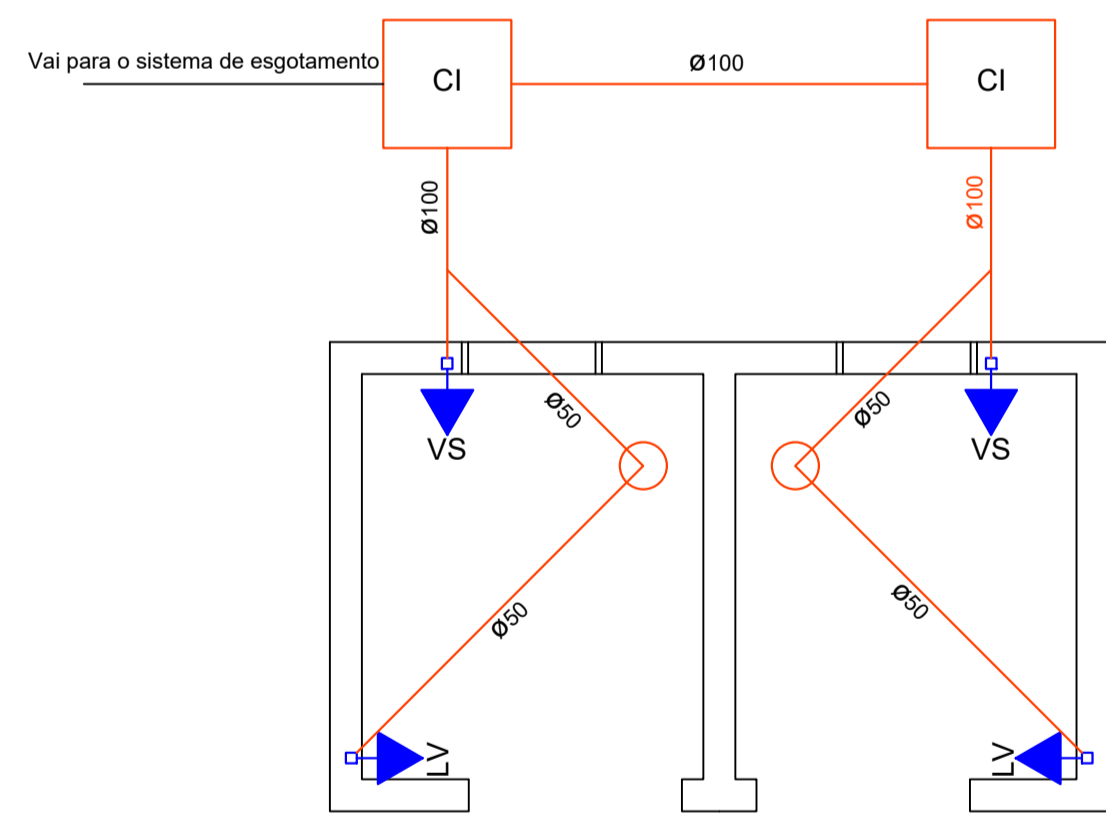 Vai para o sistema de esgotamento
CI
Ø100
CI
Ø100
Ø100
VS
Ø50
Ø50
VS
Ø50
Ø50
LV
LV